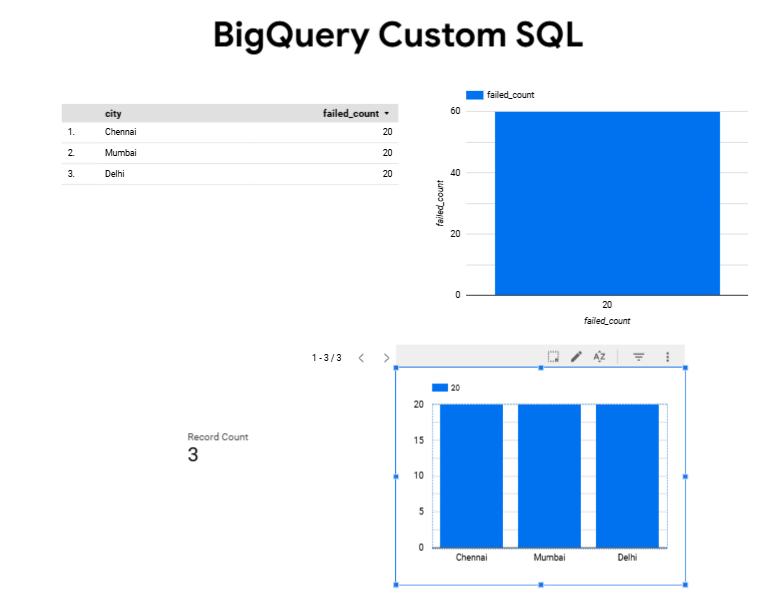 BigQuery Custom SQL
city failed_count
1. Chennai 20
2. Mumbai 20
3. Delhi 20
1 - 3 / 3
failed_count
60
40
20
0
failed_count
20
failed_count
Record Count
3
20
20
15
10
5
0
Chennai Mumbai Delhi